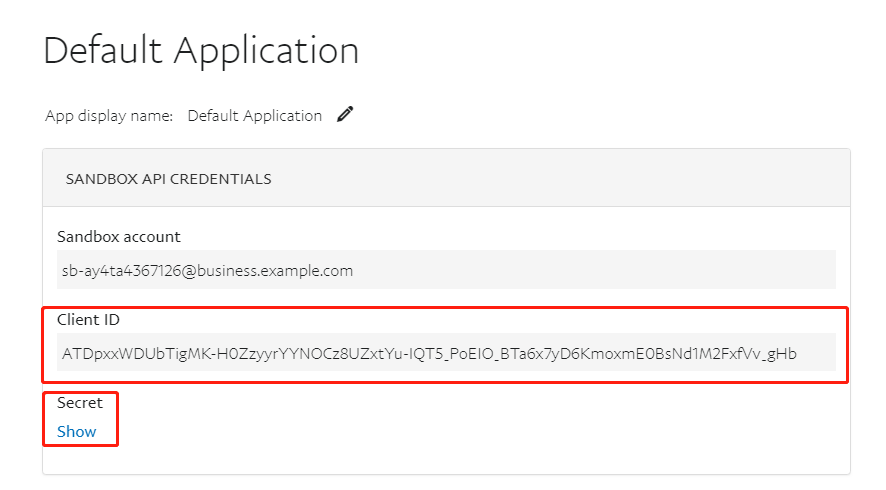 Default Application
App display name: Default Application
SANDBOX API CREDENTIALS
Sandbox account
sb-ay4ta4367126@business.example.com
Client ID
ATDpxxWDUbTigMK-H0ZzyyrYYNOCz8UZxtYu-IQT5_PoEIO_BTa6x7yD6KmoxmE0BsNd1M2FxfVv_gHb
Secret
Show